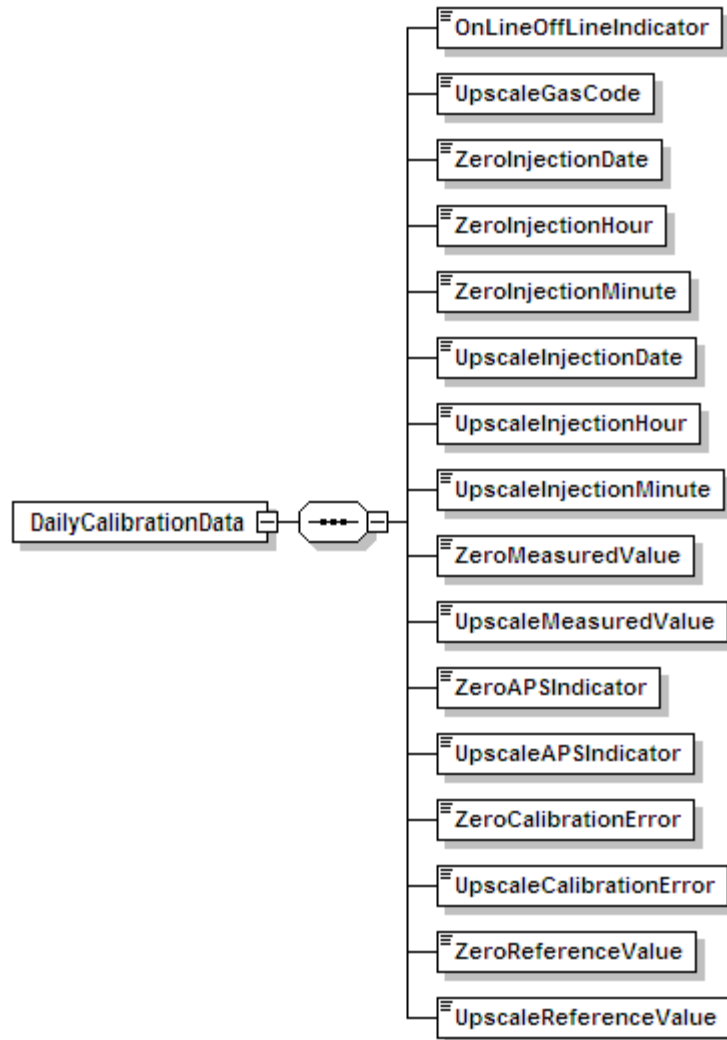 OnLineOffLineIndicator
UpscaleGasCode
ZeroInjectionDate
ZeroInjectionHour
ZeroInjectionMinute
UpscaleInjectionDate
UpscaleInjectionHour
UpscaleInjectionMinute
DailyCalibrationData
ZeroMeasuredValue
UpscaleMeasuredValue
ZeroAPSIndicator
UpscaleAPSIndicator
ZeroCalibrationError
UpscaleCalibrationError
ZeroReferenceValue
UpscaleReferenceValue